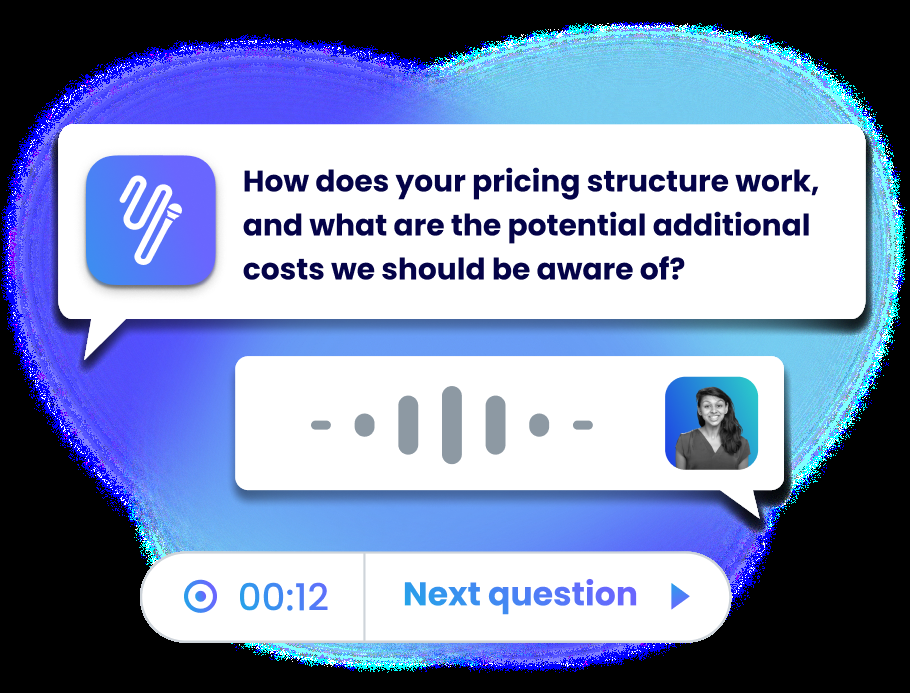 How does your pricing structure work,
and what are the potential additional
costs we should be aware of?
00:12
Next question